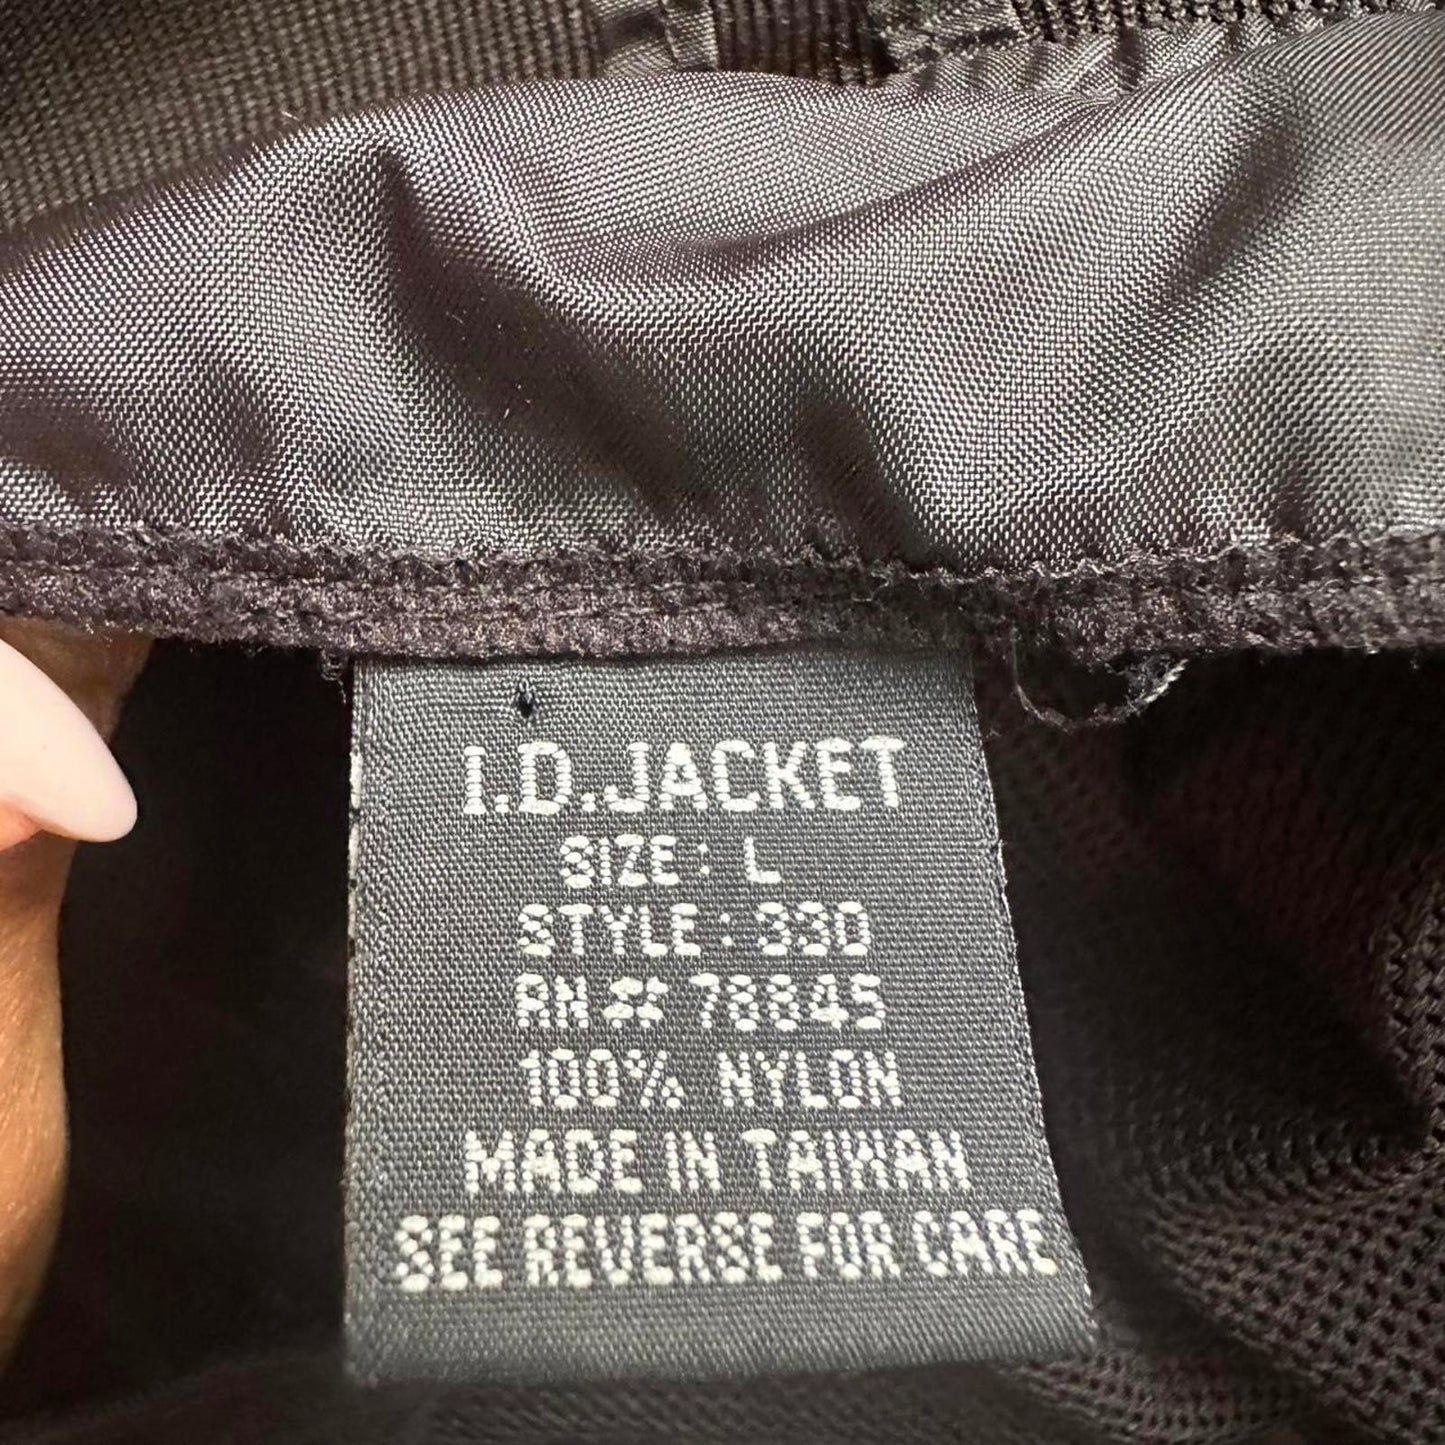 I.D.JACKET
SIZE: L
STYLE: 330
RN# 78845
100% NYLON
MADE IN TAIWAN
SEE REVERSE FOR CARE